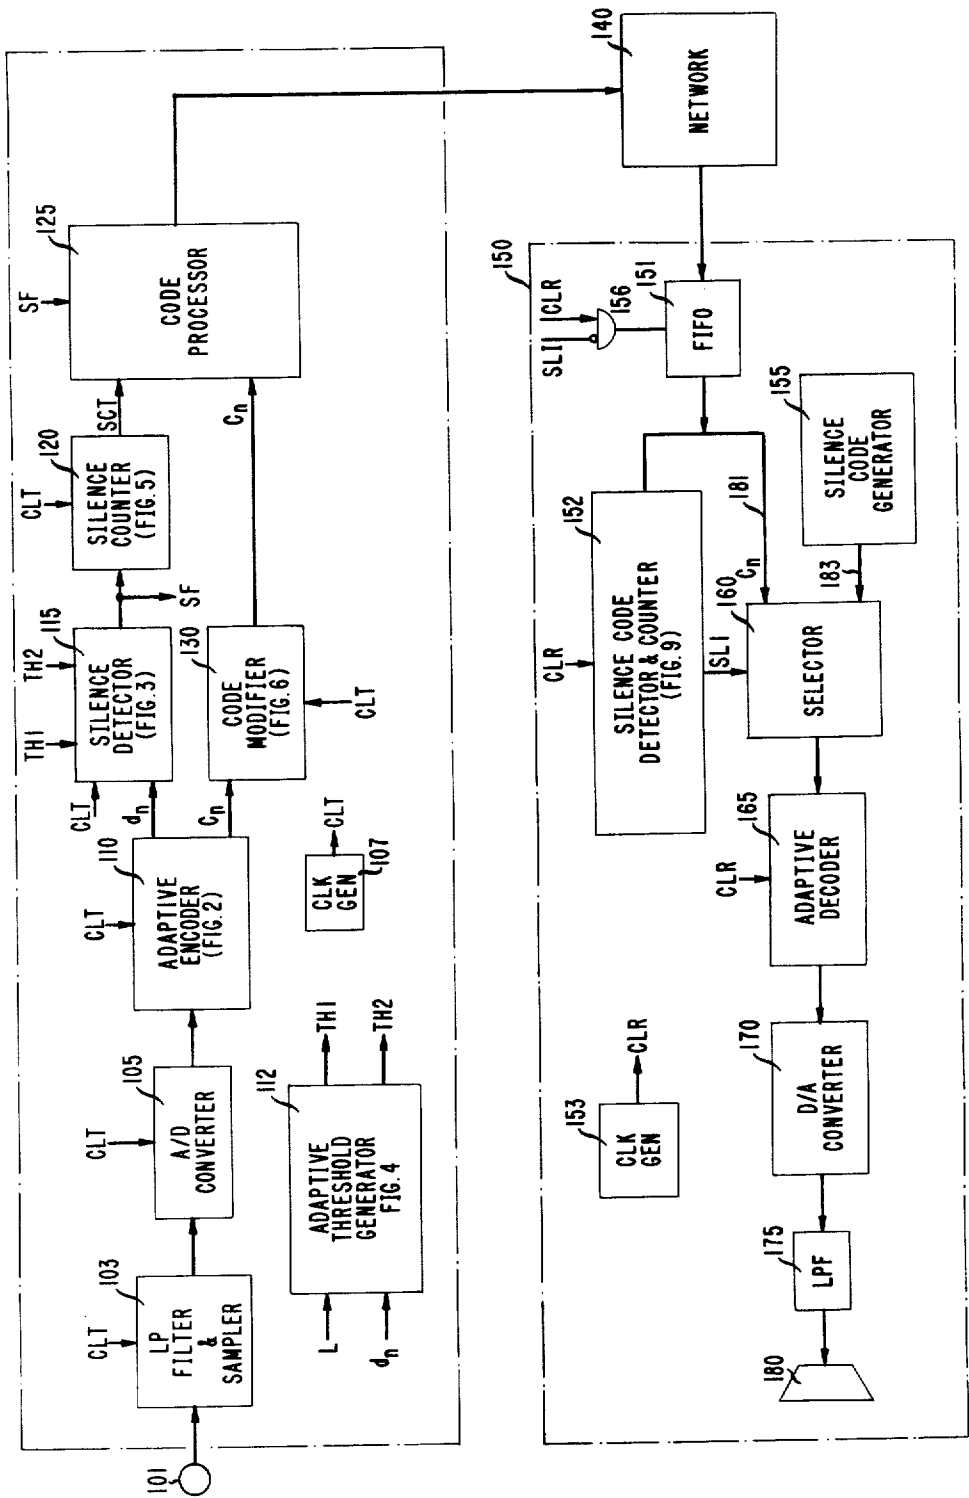 101
CLT
103
LP
FILTER
&
SAMPLER
CLT
105
A/D
CONVERTER
CLT
110
ADAPTIVE
ENCODER
(FIG. 2)
dn
Cn
CLT
TH1
TH2
115
SILENCE
DETECTOR
(FIG. 3)
SF
CLT
120
SILENCE
COUNTER
(FIG. 5)
SCT
130
CODE
MODIFIER
(FIG. 6)
CLT
Cn
SF
125
CODE
PROCESSOR
L
dn
112
ADAPTIVE
THRESHOLD
GENERATOR
FIG. 4
TH1
TH2
CLK
GEN
107
CLT
140
NETWORK
150
SLI
CLR
156
151
FIFO
CLR
152
SILENCE CODE
DETECTOR & COUNTER
(FIG. 9)
SLI
Cn
181
155
SILENCE
CODE
GENERATOR
183
160
SELECTOR
CLR
165
ADAPTIVE
DECODER
153
CLK
GEN
CLR
170
D/A
CONVERTER
175
LPF
180